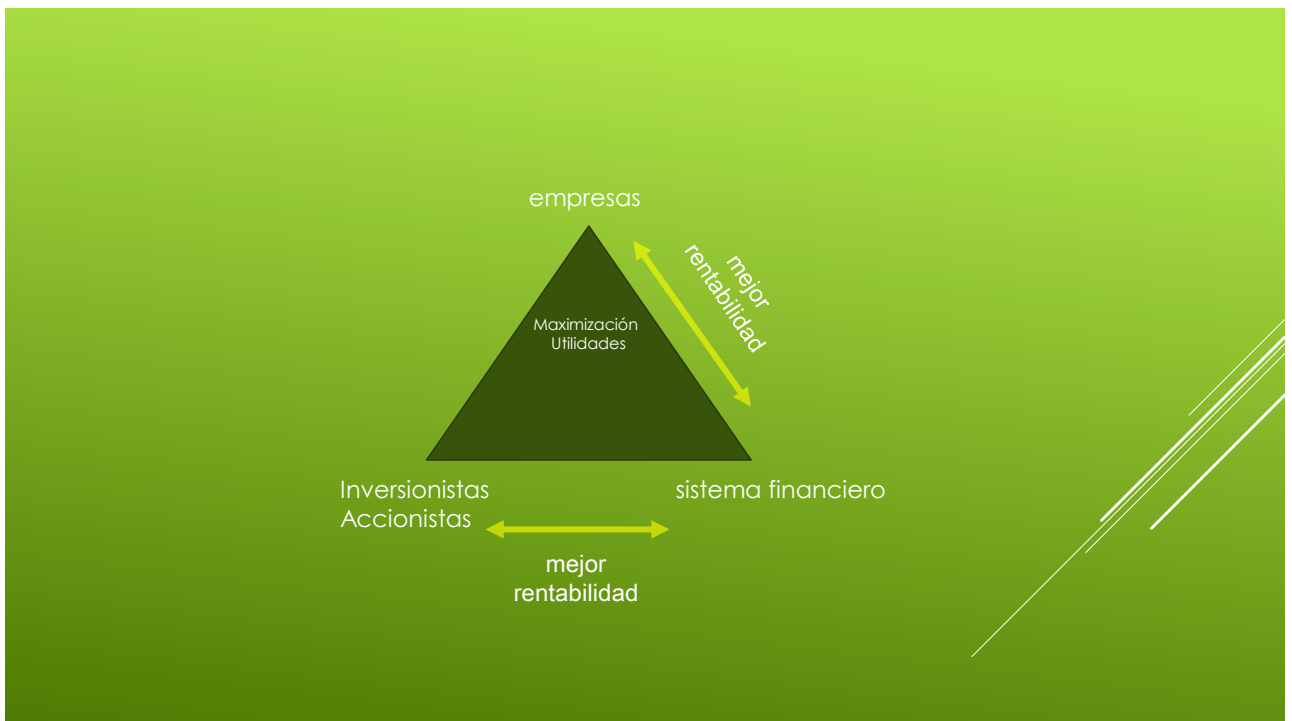 empresas
mejor
rentabilidad
Maximización
Utilidades
Inversionistas
Accionistas
sistema financiero
mejor
rentabilidad